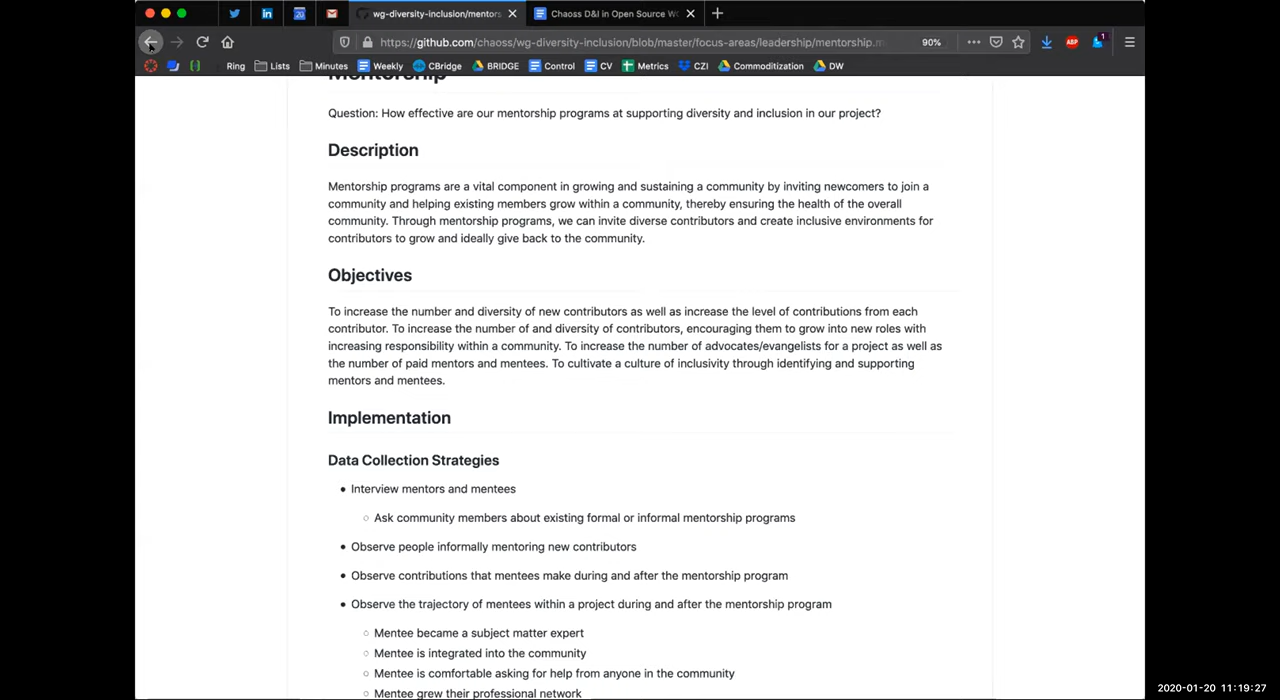 wg-diversity-inclusion/mentors
Chaoss D&I in Open Source Wo
https://github.com/chaoss/wg-diversity-inclusion/blob/master/focus-areas/leadership/mentorship.m
90%
20
ABP
1
Ring Lists Minutes Weekly CBridge BRIDGE Control CV Metrics CZI Commoditization DW
Mentorship
Question: How effective are our mentorship programs at supporting diversity and inclusion in our project?
Description
Mentorship programs are a vital component in growing and sustaining a community by inviting newcomers to join a
community and helping existing members grow within a community, thereby ensuring the health of the overall
community. Through mentorship programs, we can invite diverse contributors and create inclusive environments for
contributors to grow and ideally give back to the community.
Objectives
To increase the number and diversity of new contributors as well as increase the level of contributions from each
contributor. To increase the number of and diversity of contributors, encouraging them to grow into new roles with
increasing responsibility within a community. To increase the number of advocates/evangelists for a project as well as
the number of paid mentors and mentees. To cultivate a culture of inclusivity through identifying and supporting
mentors and mentees.
Implementation
Data Collection Strategies
Interview mentors and mentees
Ask community members about existing formal or informal mentorship programs
Observe people informally mentoring new contributors
Observe contributions that mentees make during and after the mentorship program
Observe the trajectory of mentees within a project during and after the mentorship program
Mentee became a subject matter expert
Mentee is integrated into the community
Mentee is comfortable asking for help from anyone in the community
Mentee grew their professional network
2020-01-20 11:19:27